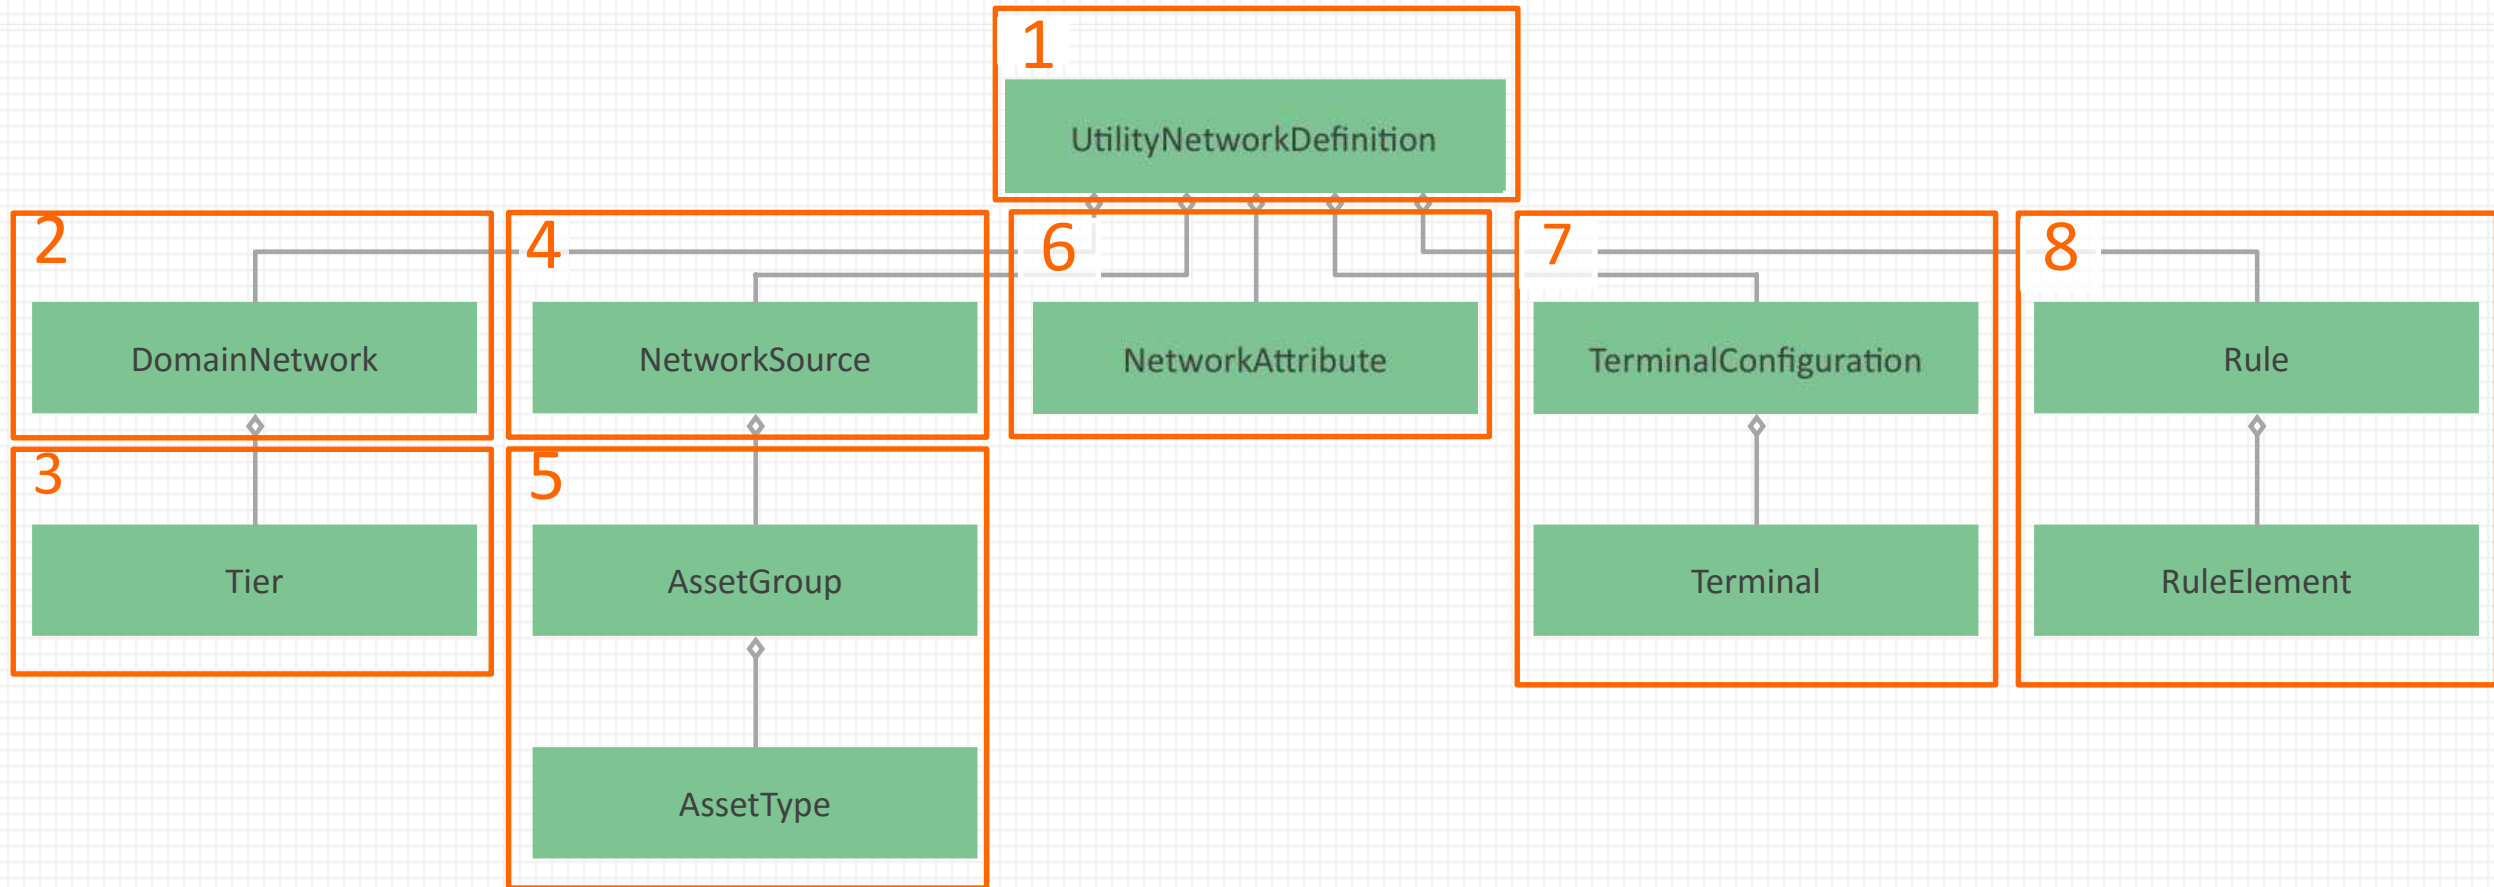 1
UtilityNetworkDefinition
2
4
6
7
8
DomainNetwork
NetworkSource
NetworkAttribute
TerminalConfiguration
Rule
3
5
Tier
AssetGroup
Terminal
RuleElement
AssetType